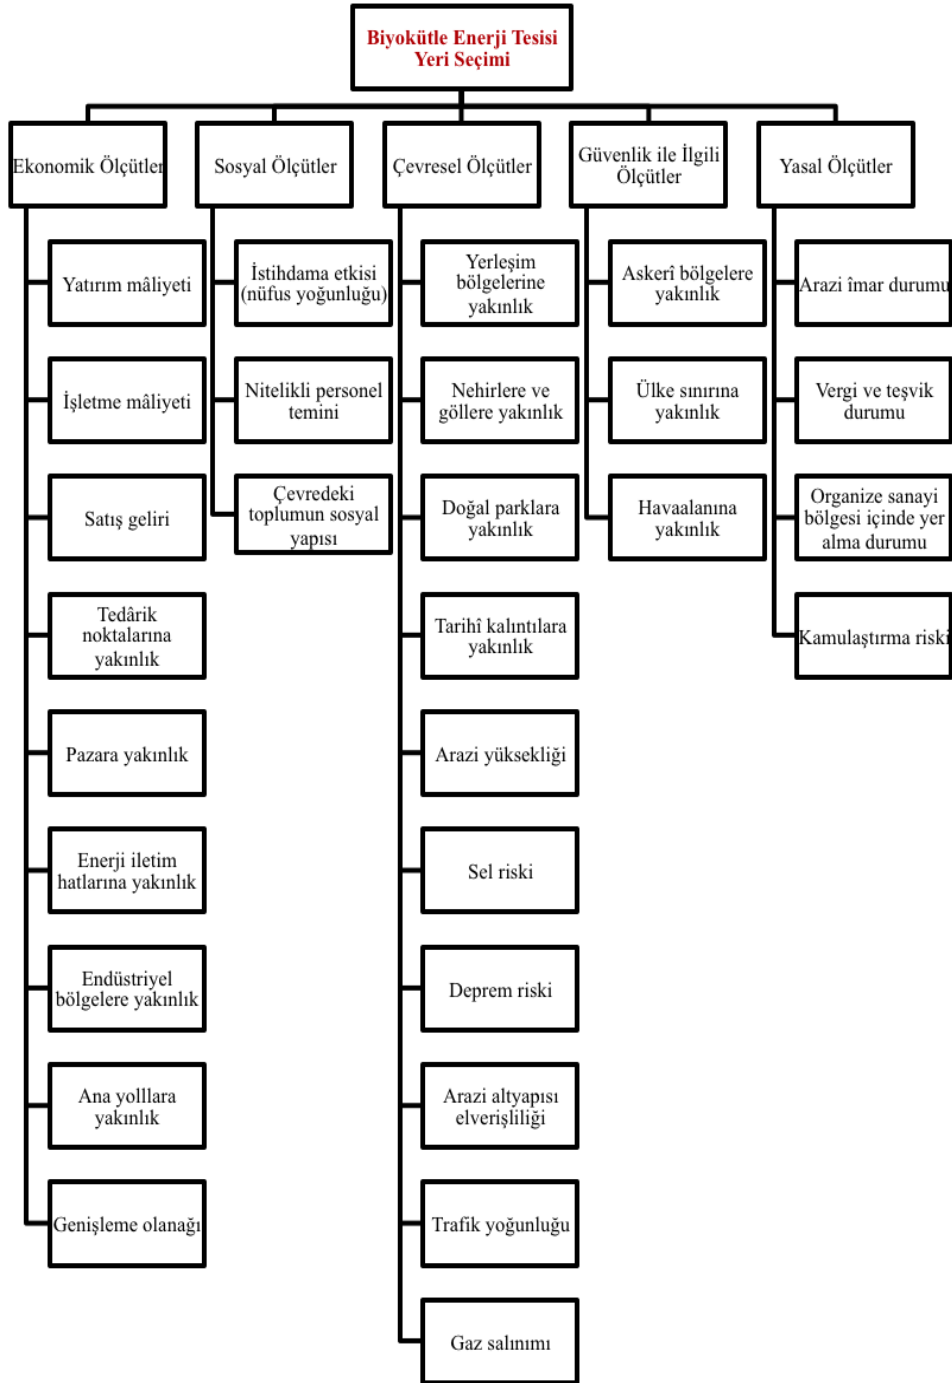 Biyokütle Enerji Tesisi
Yeri Seçimi
Ekonomik Ölçütler
Sosyal Ölçütler
Çevresel Ölçütler
Güvenlik ile İlgili
Ölçütler
Yasal Ölçütler
Yatırım mâliyeti
İşletme mâliyeti
Satış geliri
Tedârik
noktalarına
yakınlık
Pazara yakınlık
Enerji iletim
hatlarına yakınlık
Endüstriyel
bölgelere yakınlık
Ana yolllara
yakınlık
Genişleme olanağı
İstihdama etkisi
(nüfus yoğunluğu)
Nitelikli personel
temini
Çevredeki
toplumun sosyal
yapısı
Yerleşim
bölgelerine
yakınlık
Nehirlere ve
göllere yakınlık
Doğal parklara
yakınlık
Tarihî kalıntılara
yakınlık
Arazi yüksekliği
Sel riski
Deprem riski
Arazi altyapısı
elverişliliği
Trafik yoğunluğu
Gaz salınımı
Askerî bölgelere
yakınlık
Ülke sınırına
yakınlık
Havaalanına
yakınlık
Arazi îmar durumu
Vergi ve teşvik
durumu
Organize sanayi
bölgesi içinde yer
alma durumu
Kamulaştırma riski